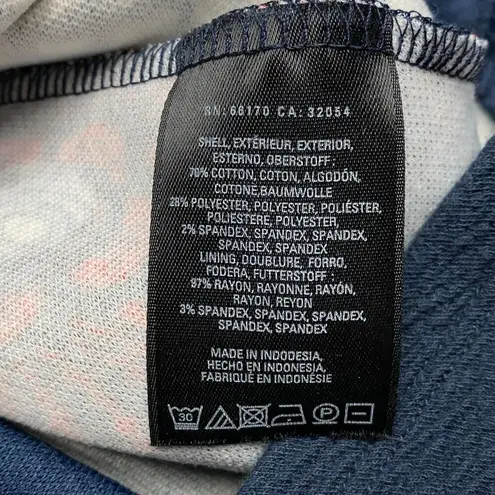 RN: 66170 CA: 32054
SHELL, EXTÉRIEUR, EXTERIOR,
ESTERNO, OBERSTOFF :
70% COTTON, COTON, ALGODÓN,
COTONE,BAUMWOLLE
28% POLYESTER, POLYESTER, POLIÉSTER,
POLIESTERE, POLYESTER,
2% SPANDEX, SPANDEX, SPANDEX,
SPANDEX, SPANDEX
LINING, DOUBLURE, FORRO,
FODERA, FUTTERSTOFF :
97% RAYON, RAYONNE, RAYÓN,
RAYON, REYON
3% SPANDEX, SPANDEX, SPANDEX,
SPANDEX, SPANDEX
MADE IN INDODESIA,
HECHO EN INDONESIA,
FABRIQUÉ EN INDONÉSIE
30 P